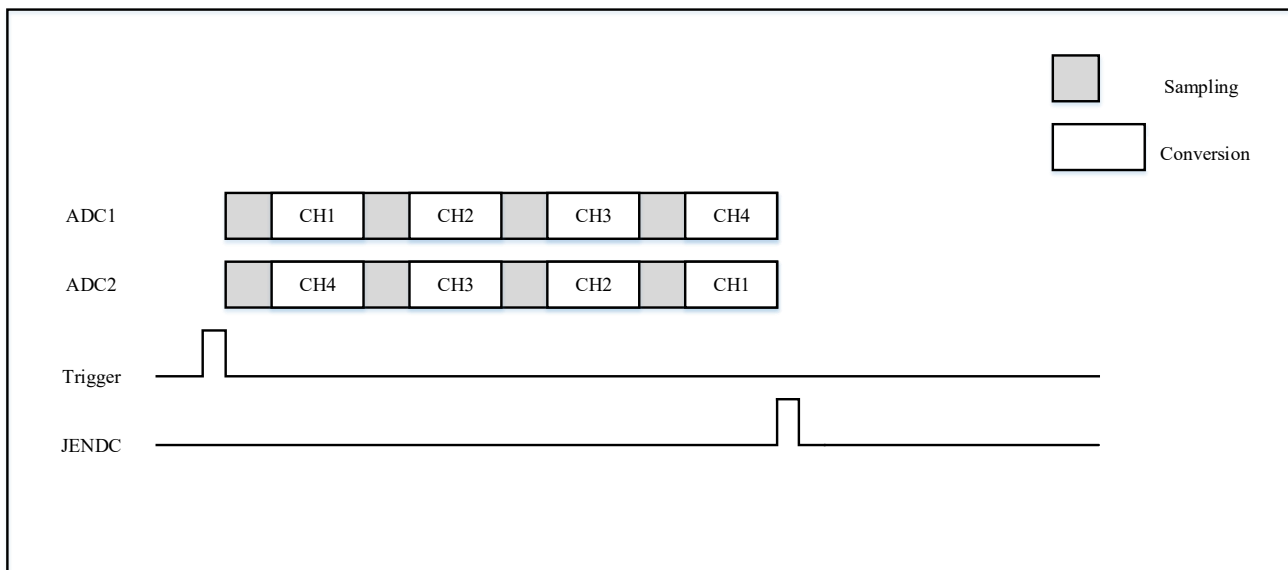 Sampling
Conversion
ADC1 CH1 CH2 CH3 CH4
ADC2 CH4 CH3 CH2 CH1
Trigger
JENDC